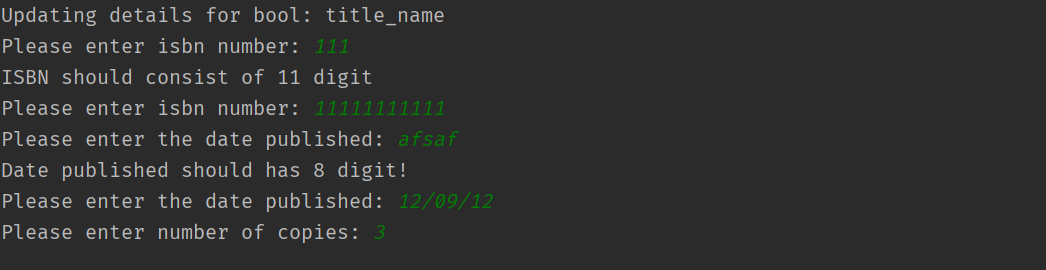 Updating details for bool: title_name
Please enter isbn number: 111
ISBN should consist of 11 digit
Please enter isbn number: 11111111111
Please enter the date published: afsaf
Date published should has 8 digit!
Please enter the date published: 12/09/12
Please enter number of copies: 3